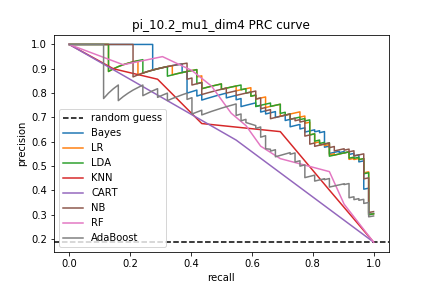 pi_10.2_mu1_dim4 PRC curve
precision
1.0
0.9
0.8
0.7
0.6
0.5
0.4
0.3
0.2
random guess
Bayes
LR
LDA
KNN
CART
NB
RF
AdaBoost
0.0 0.2 0.4 0.6 0.8 1.0
recall